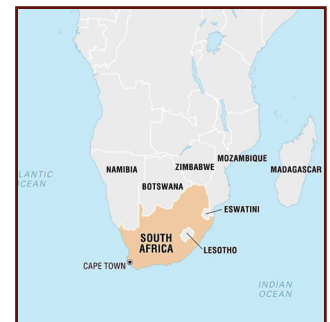 MOZAMBIQUE
ZIMBABWE
NAMIBIA
MADAGASCAR
LANTIC
OCEAN
BOTSWANA
ESWATINI
SOUTH
AFRICA
LESOTHO
CAPE TOWN
INDIAN
OCEAN